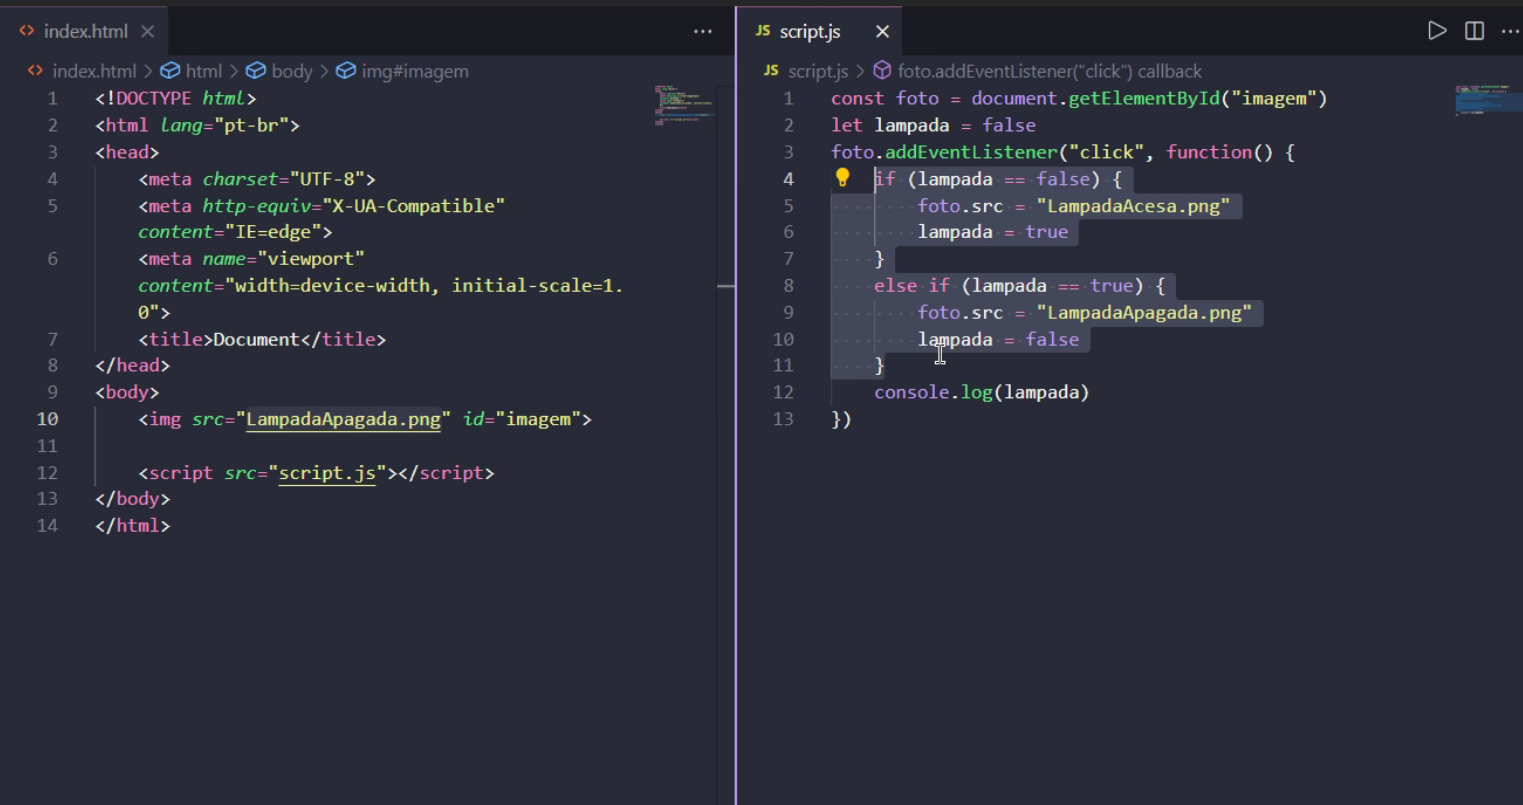 index.html
index.html > html > body > img#imagem
1 <!DOCTYPE html>
2 <html lang="pt-br">
3 <head>
4 <meta charset="UTF-8">
5 <meta http-equiv="X-UA-Compatible"
content="IE=edge">
6 <meta name="viewport"
content="width=device-width, initial-scale=1.
0">
7 <title>Document</title>
8 </head>
9 <body>
10 <img src="LampadaApagada.png" id="imagem">
11
12 <script src="script.js"></script>
13 </body>
14 </html>
JS script.js
JS script.js > foto.addEventListener("click") callback
1 const foto = document.getElementById("imagem")
2 let lampada = false
3 foto.addEventListener("click", function() {
4 if (lampada == false) {
5 foto.src = "LampadaAcesa.png"
6 lampada = true
7 }
8 else if (lampada == true) {
9 foto.src = "LampadaApagada.png"
10 lampada = false
11 }
12 console.log(lampada)
13 })